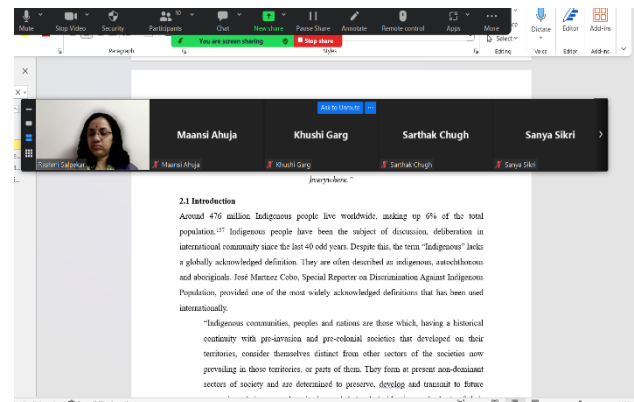 Mute Stop Video Security Participants 30 Chat New share Pause Share Annotate Remote control Apps More
You are screen sharing Stop share
Select
Dictate Editor Add-ins
Paragraph Styles Editing Voice Editor Add-ins
Ask to Unmute ...
Maansi Ahuja Khushi Garg Sarthak Chugh Sanya Sikri
Rashmi Salpekar Maansi Ahuja Khushi Garg Sarthak Chugh Sanya Sikri
everywhere."
2.1 Introduction
Around 476 million Indigenous people live worldwide, making up 6% of the total
population.157 Indigenous people have been the subject of discussion, deliberation in
international community since the last 40 odd years. Despite this, the term "Indigenous" lacks
a globally acknowledged definition. They are often described as indigenous, autochthonous
and aboriginals. José Martnez Cobo, Special Reporter on Discrimination Against Indigenous
Population, provided one of the most widely acknowledged definitions that has been used
internationally.
"Indigenous communities, peoples and nations are those which, having a historical
continuity with pre-invasion and pre-colonial societies that developed on their
territories, consider themselves distinct from other sectors of the societies now
prevailing in those territories, or parts of them. They form at present non-dominant
sectors of society and are determined to preserve, develop and transmit to future